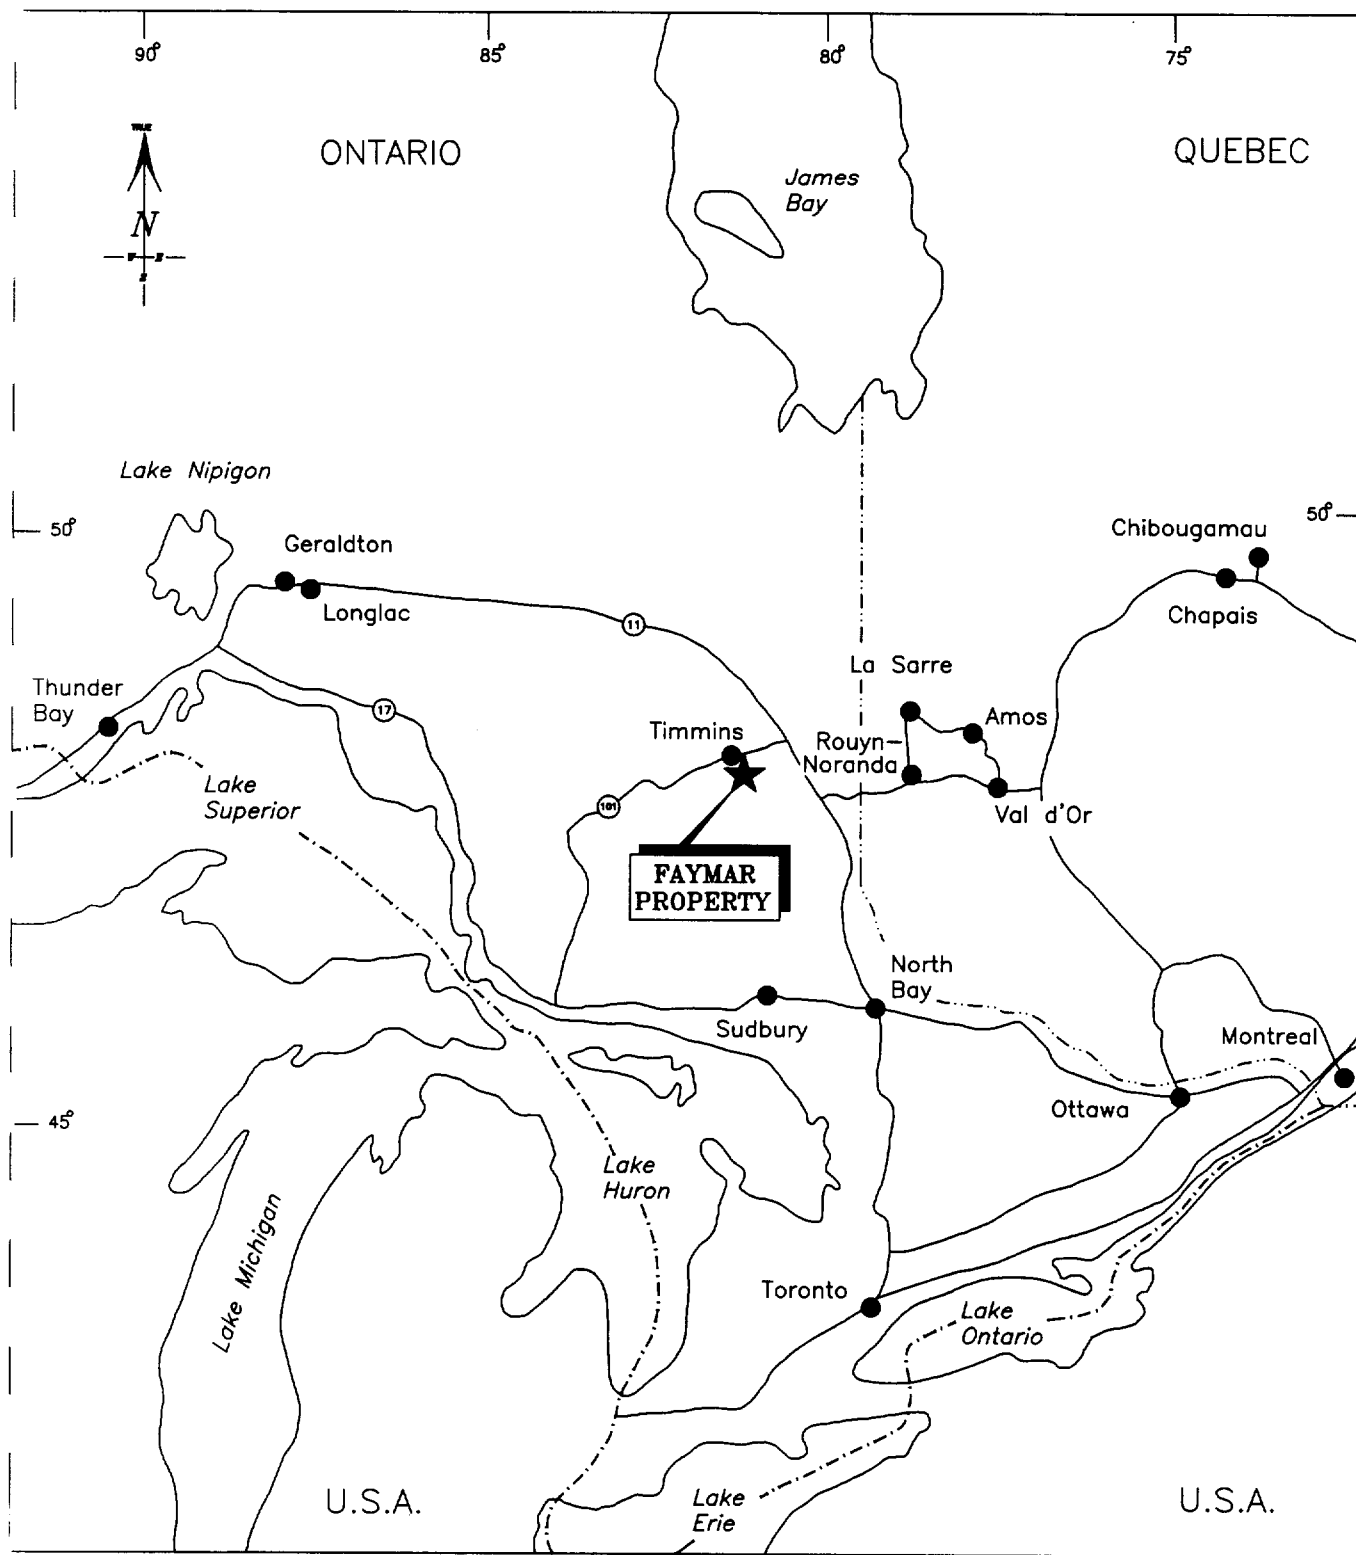 90°
85°
80°
75°
TRUE
N
W E
S
ONTARIO
QUEBEC
James
Bay
Lake Nipigon
50°
50°
Geraldton
Longlac
11
Chibougamau
Chapais
La Sarre
Thunder
Bay
17
Timmins
Amos
Rouyn-
Noranda
Lake
Superior
101
Val d'Or
FAYMAR
PROPERTY
North
Bay
Sudbury
Montreal
Ottawa
45°
Lake
Huron
Lake Michigan
Toronto
Lake
Ontario
U.S.A.
Lake
Erie
U.S.A.